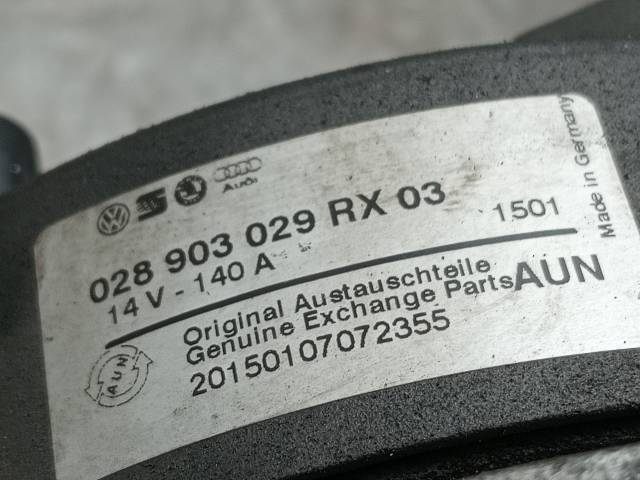 Audi
028 903 029 RX 03
1501
14 V - 140 A
Made in Germany
Original Austauschteile
Genuine Exchange Parts AUN
20150107072355
AUN